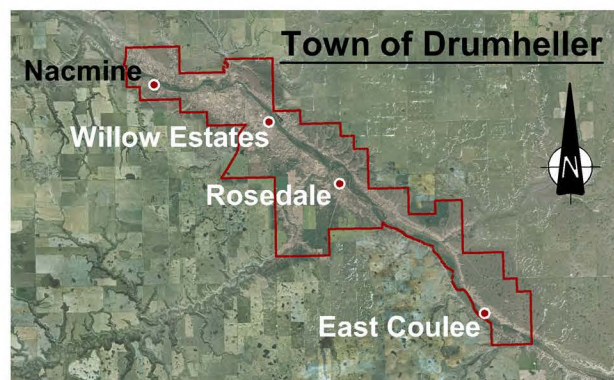 Town of Drumheller
Nacmine
Willow Estates
Rosedale
N
East Coulee